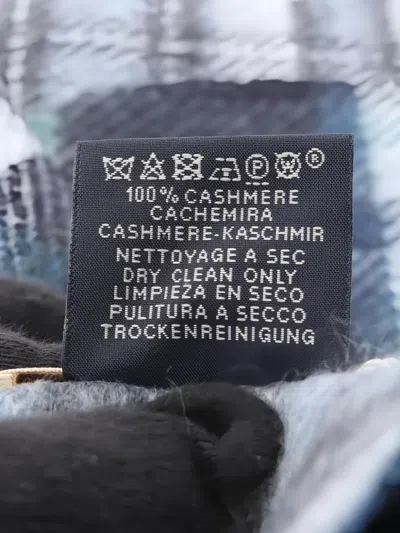 P W ®
100% CASHMERE
CACHEMIRA
CASHMERE-KASCHMIR
NETTOYAGE A SEC
DRY CLEAN ONLY
LIMPIEZA EN SECO
PULITURA A SECCO
TROCKENREINIGUNG